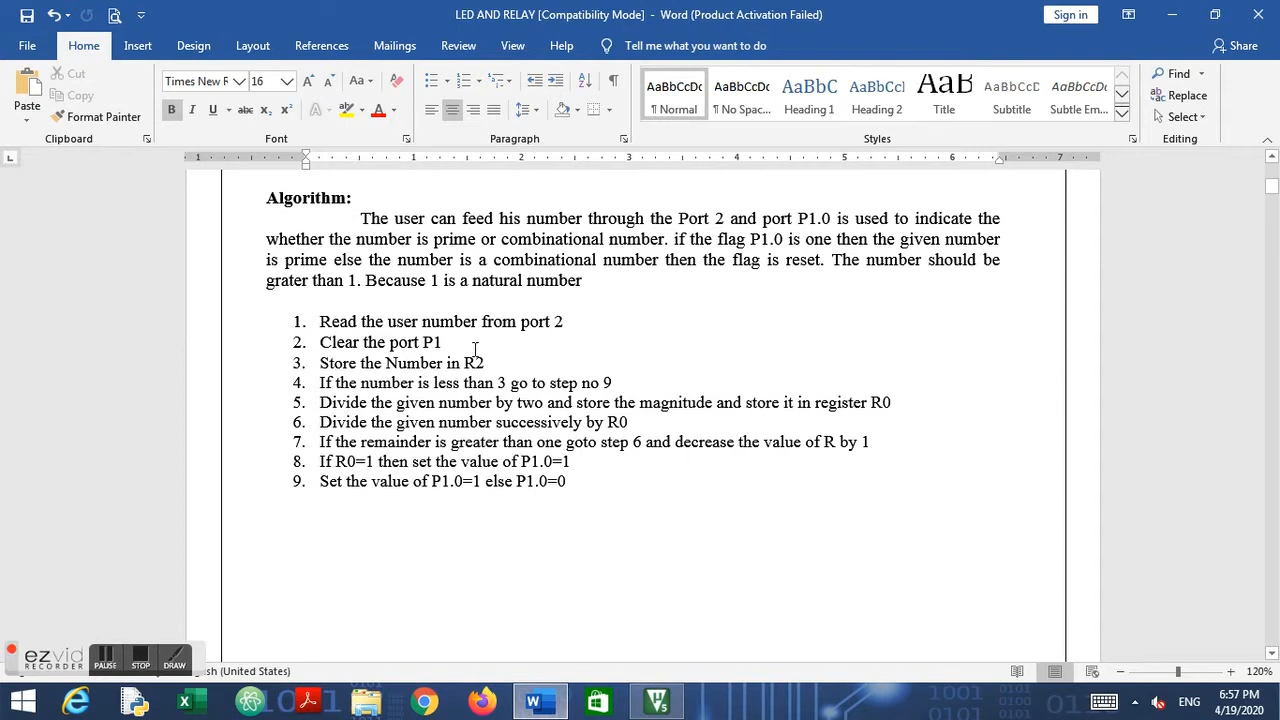 LED AND RELAY [Compatibility Mode] - Word (Product Activation Failed)
Sign in
File Home Insert Design Layout References Mailings Review View Help Tell me what you want to do Share
Paste
Cut
Copy
Format Painter
Clipboard
Times New R 16
Font
Paragraph
AaBbCcDc
¶ Normal
AaBbCcDc
¶ No Spac...
AaBbC
Heading 1
AaBbCcl
Heading 2
AaB
Title
AaBbCcD
Subtitle
AaBbCcD
Subtle Em...
Styles
Find
Replace
Select
Editing
1 1 2 3 4 5 6 7
Algorithm:
The user can feed his number through the Port 2 and port P1.0 is used to indicate the
whether the number is prime or combinational number. if the flag P1.0 is one then the given number
is prime else the number is a combinational number then the flag is reset. The number should be
grater than 1. Because 1 is a natural number
1. Read the user number from port 2
2. Clear the port P1
3. Store the Number in R2
4. If the number is less than 3 go to step no 9
5. Divide the given number by two and store the magnitude and store it in register R0
6. Divide the given number successively by R0
7. If the remainder is greater than one goto step 6 and decrease the value of R by 1
8. If R0=1 then set the value of P1.0=1
9. Set the value of P1.0=1 else P1.0=0
ezvid
RECORDER
PAUSE STOP DRAW
(United States)
120%
ENG
6:57 PM
4/19/2020